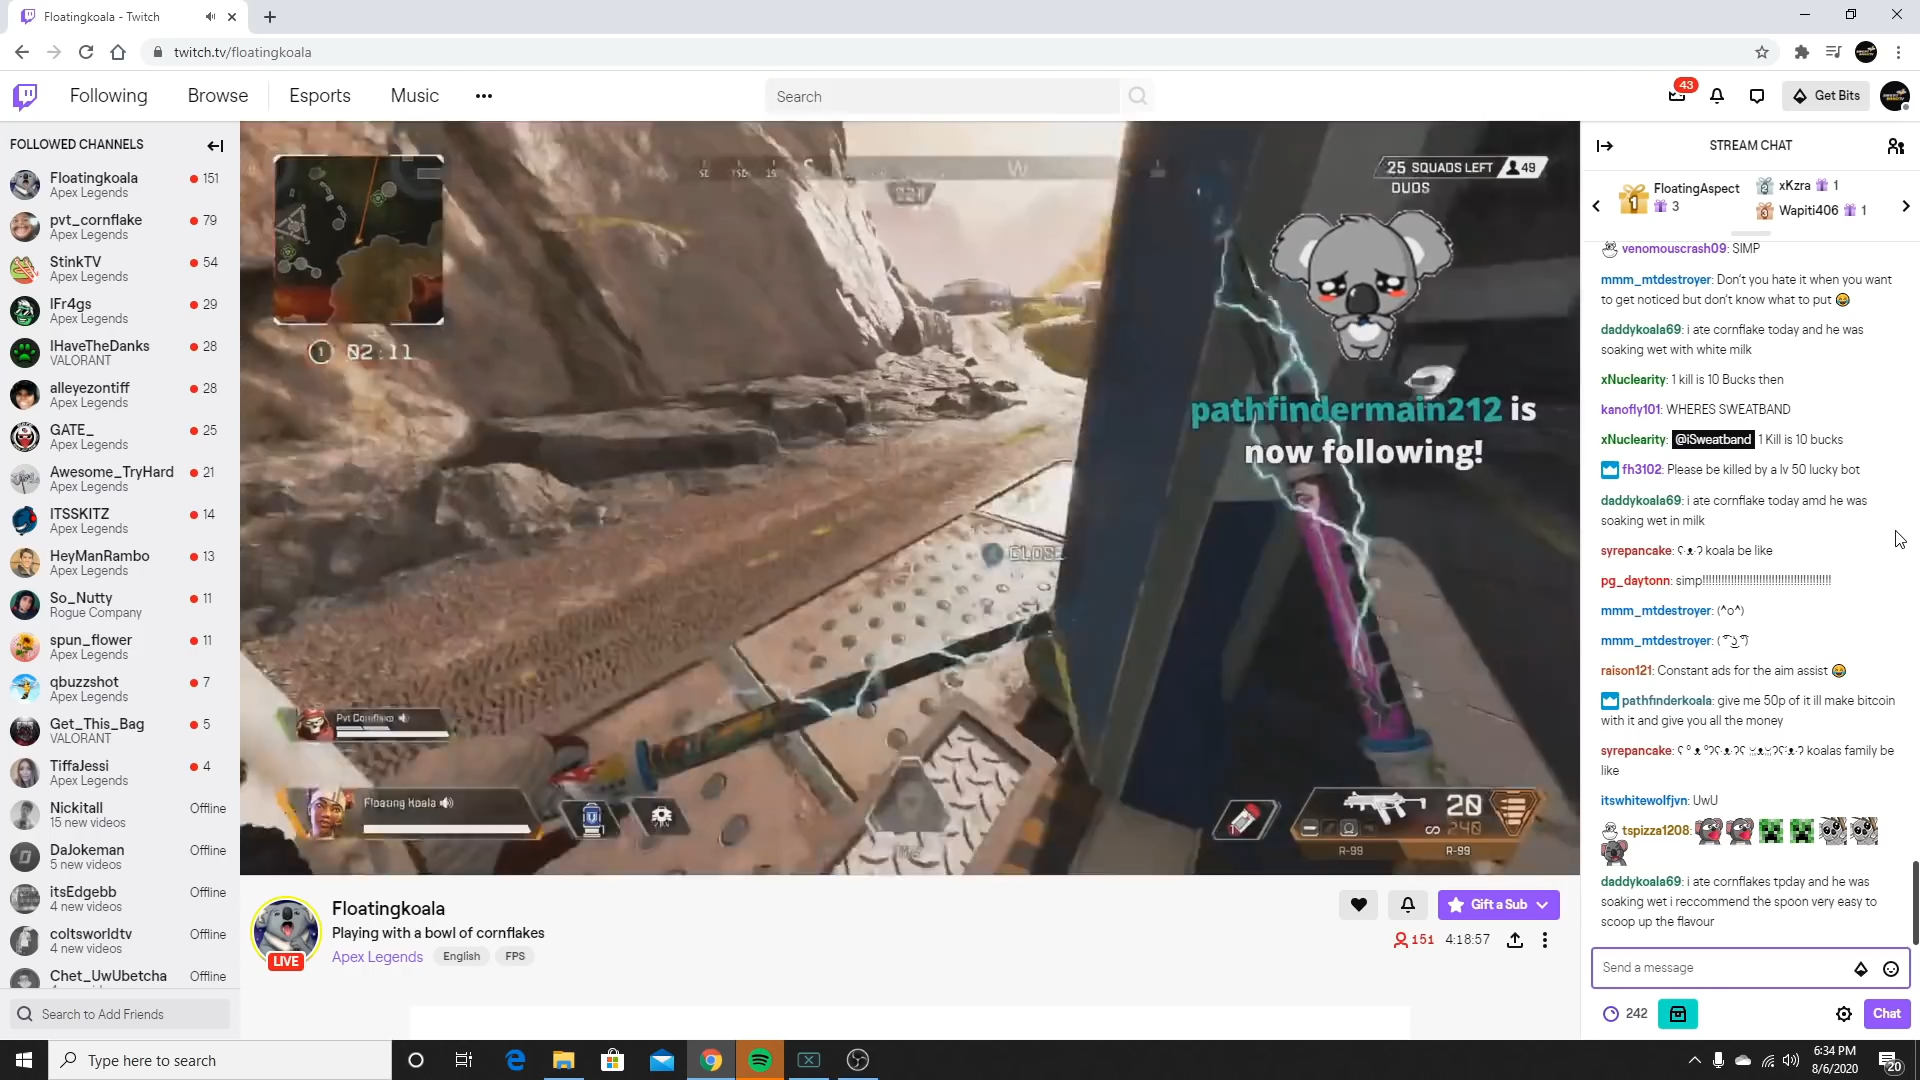 Floatingkoala - Twitch
twitch.tv/floatingkoala
Following
Browse
Esports
Music
Search
43
Get Bits
FOLLOWED CHANNELS
Floatingkoala 151
Apex Legends
pvt_cornflake 79
Apex Legends
StinkTV 54
Apex Legends
lFr4gs 29
Apex Legends
IHaveTheDanks 28
VALORANT
alleyezontiff 28
Apex Legends
GATE_ 25
Apex Legends
Awesome_TryHard 21
Apex Legends
ITSSKITZ 14
Apex Legends
HeyManRambo 13
Apex Legends
So_Nutty 11
Rogue Company
spun_flower 11
Apex Legends
qbuzzshot 7
Apex Legends
Get_This_Bag 5
VALORANT
TiffaJessi 4
Apex Legends
Nickitall Offline
15 new videos
DaJokeman Offline
5 new videos
itsEdgebb Offline
4 new videos
coltsworldtv Offline
4 new videos
Chet_UwUbetcha Offline
Search to Add Friends
1 02:11
SE
15
S
W
25 SQUADS LEFT 49
DUOS
pathfindermain212 is
now following!
CLOSE
Pvt Cornflake
Floating Koala
20
240
R-99
R-99
Floatingkoala
Playing with a bowl of cornflakes
Apex Legends English FPS
LIVE
Gift a Sub
151 4:18:57
STREAM CHAT
1
FloatingAspect
3
2 xKzra 1
3 Wapiti406 1
venomouscrash09: SIMP
mmm_mtdestroyer: Don't you hate it when you want
to get noticed but don't know what to put 😂
daddykoala69: i ate cornflake today and he was
soaking wet with white milk
xNuclearity: 1 kill is 10 Bucks then
kanofly101: WHERES SWEATBAND
xNuclearity: @iSweatband 1 Kill is 10 bucks
fh3102: Please be killed by a lv 50 lucky bot
daddykoala69: i ate cornflake today amd he was
soaking wet in milk
syrepancake: ʕ·ᴥ·ʔ koala be like
pg_daytonn: simp!!!!!!!!!!!!!!!!!!!!!!!!!!!!!!!!!!!!!!!!!!
mmm_mtdestroyer: (^o^)
mmm_mtdestroyer: ( ͡° ͜ʖ ͡°)
raison121: Constant ads for the aim assist 😂
pathfinderkoala: give me 50p of it ill make bitcoin
with it and give you all the money
syrepancake: koalas family be
like
itswhitewolfjvn: UwU
tspizza1208:
daddykoala69: i ate cornflakes tpday and he was
soaking wet i reccommend the spoon very easy to
scoop up the flavour
Send a message
242
Chat
Type here to search
6:34 PM
8/6/2020
20